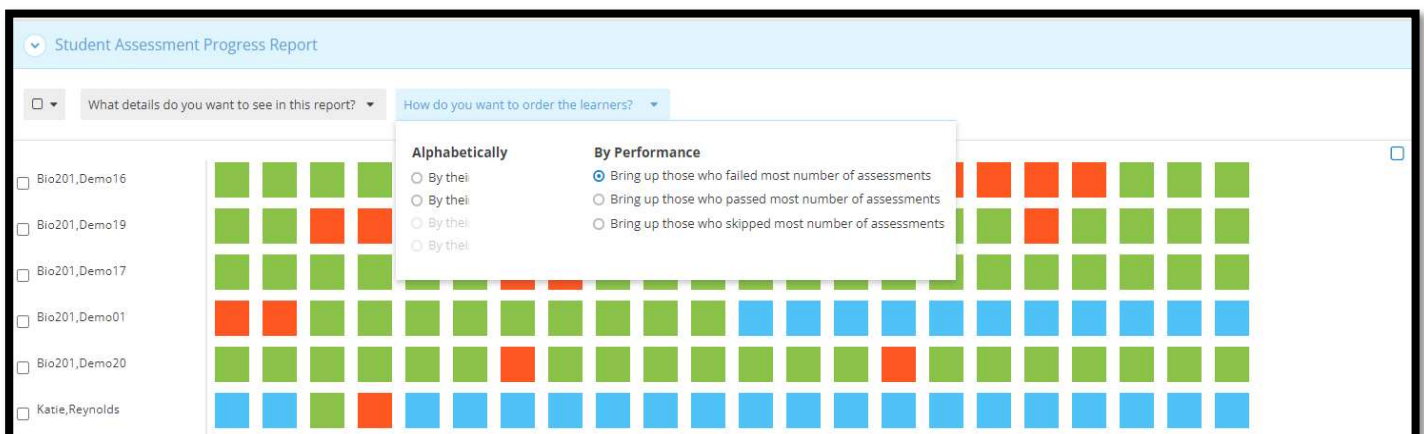 Student Assessment Progress Report
What details do you want to see in this report?
How do you want to order the learners?
Alphabetically
By
By
By
By
By Performance
Bring up those who failed most number of assessments
Bring up those who passed most number of assessments
Bring up those who skipped most number of assessments
Bio201,Demo16
Bio201,Demo19
Bio201,Demo17
Bio201,Demo01
Bio201,Demo20
Katie,Reynolds